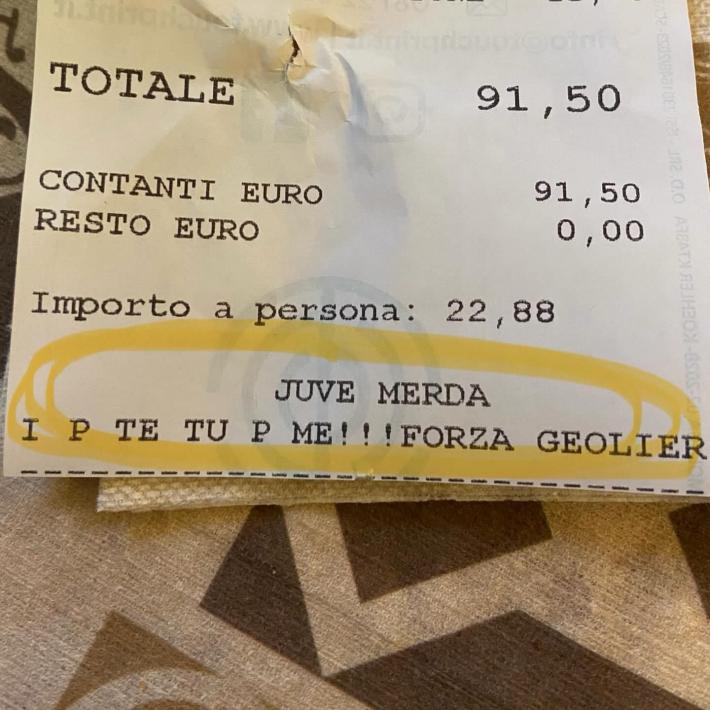 TOTALE 91,50
CONTANTI EURO 91,50
RESTO EURO 0,00
Importo a persona: 22,88
JUVE MERDA
I P TE TU P ME!!!FORZA GEOLIER